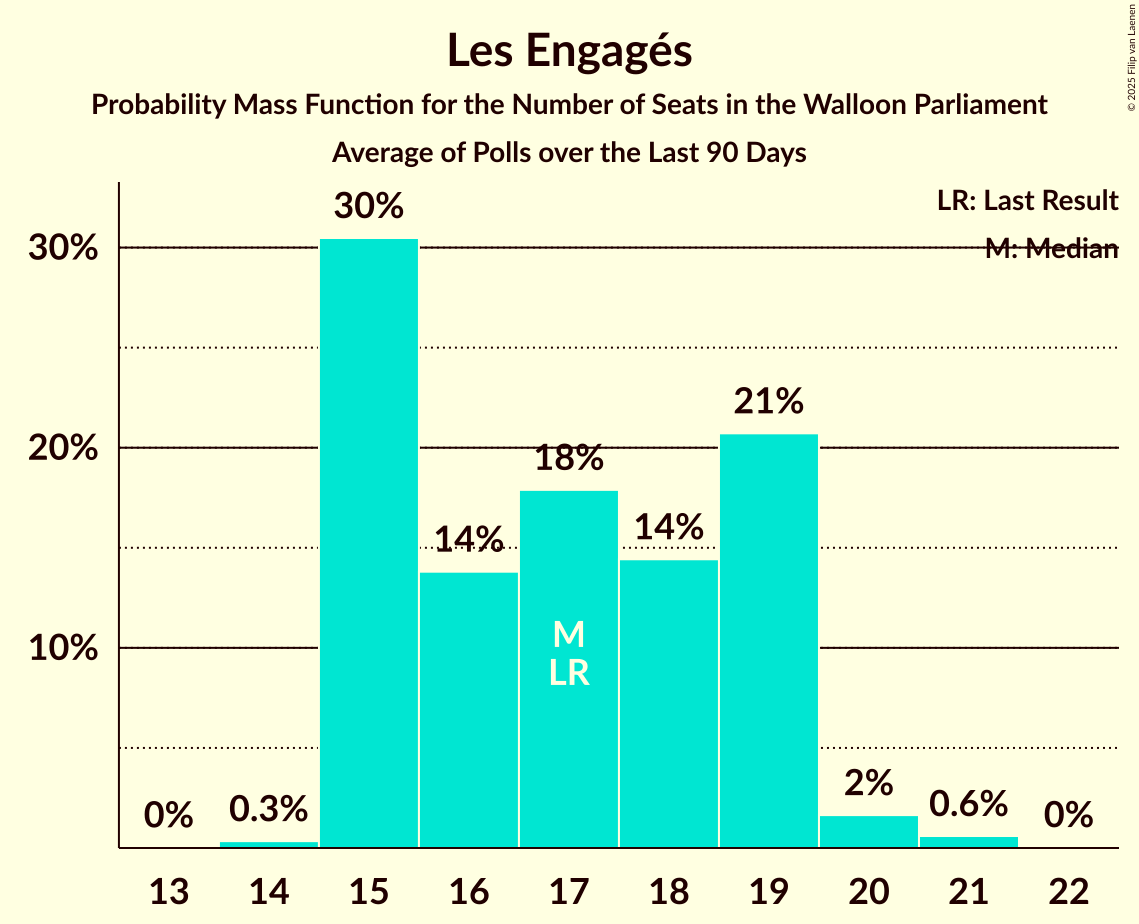 Les Engagés
Probability Mass Function for the Number of Seats in the Walloon Parliament
Average of Polls over the Last 90 Days
© 2025 Filip van Laenen
LR: Last Result
M: Median
30%
20%
10%
0%
0.3%
30%
14%
18%
14%
21%
2%
0.6%
0%
M
LR
13 14 15 16 17 18 19 20 21 22